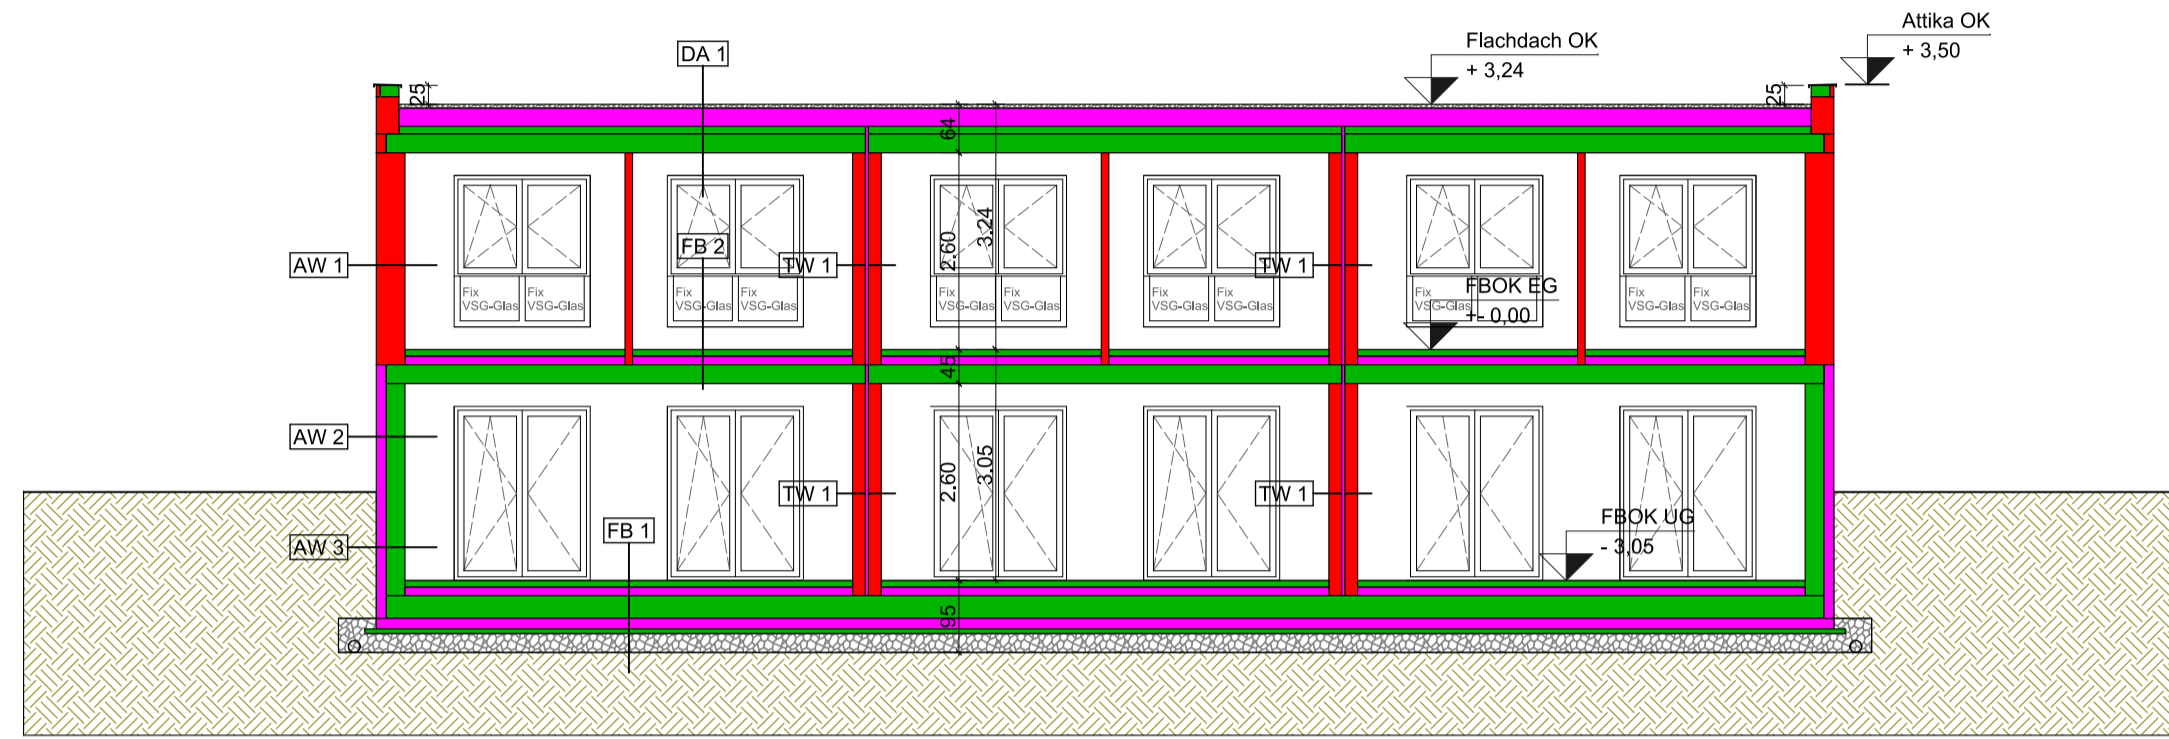 Attika OK
+ 3,50
Flachdach OK
+ 3,24
DA 1
25
25
64
3.24
2.60
FB 2
AW 1
TW 1
TW 1
FBOK EG
+- 0,00
Fix
VSG-Glas
Fix
VSG-Glas
Fix
VSG-Glas
Fix
VSG-Glas
Fix
VSG-Glas
Fix
VSG-Glas
Fix
VSG-Glas
Fix
VSG-Glas
Fix
VSG-Glas
Fix
VSG-Glas
Fix
VSG-Glas
45
AW 2
3.05
2.60
TW 1
TW 1
FB 1
FBOK UG
- 3,05
AW 3
95